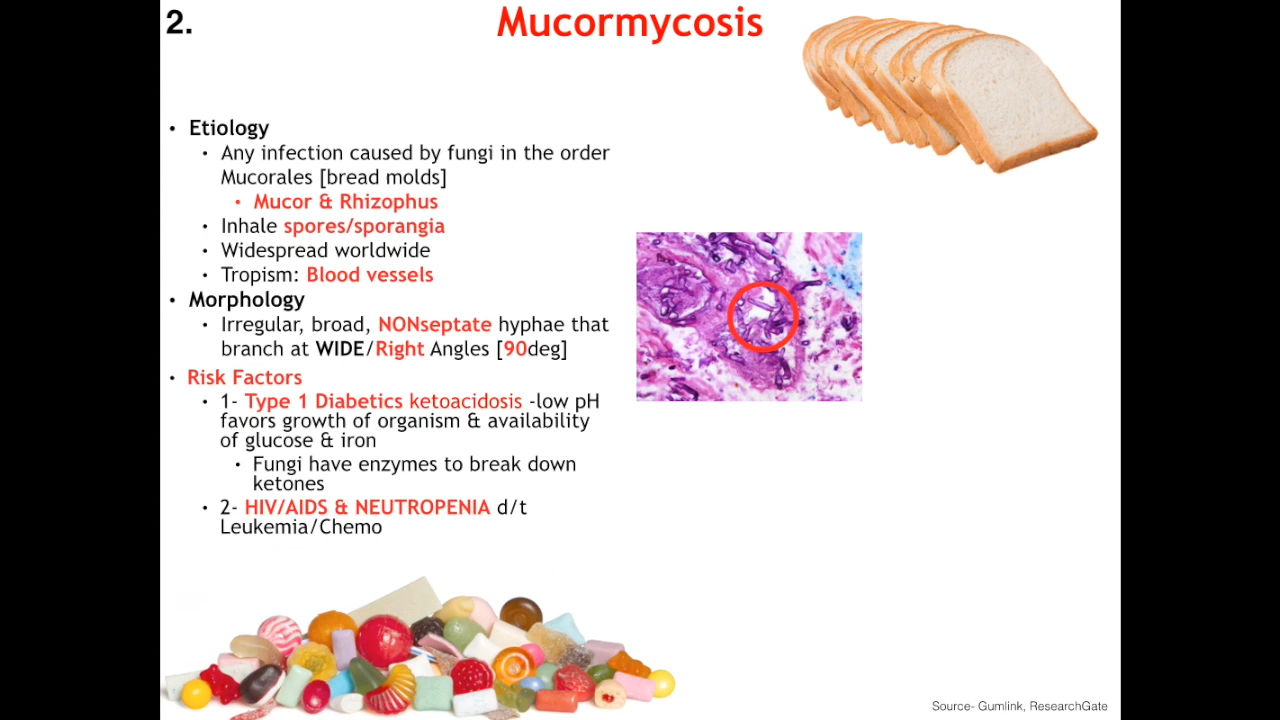 2.
Mucormycosis
• Etiology
• Any infection caused by fungi in the order
Mucorales [bread molds]
• Mucor & Rhizophus
• Inhale spores/sporangia
• Widespread worldwide
• Tropism: Blood vessels
• Morphology
• Irregular, broad, NONseptate hyphae that
branch at WIDE/Right Angles [90deg]
• Risk Factors
• 1- Type 1 Diabetics ketoacidosis -low pH
favors growth of organism & availability
of glucose & iron
• Fungi have enzymes to break down
ketones
• 2- HIV/AIDS & NEUTROPENIA d/t
Leukemia/Chemo
Source- Gumlink, ResearchGate